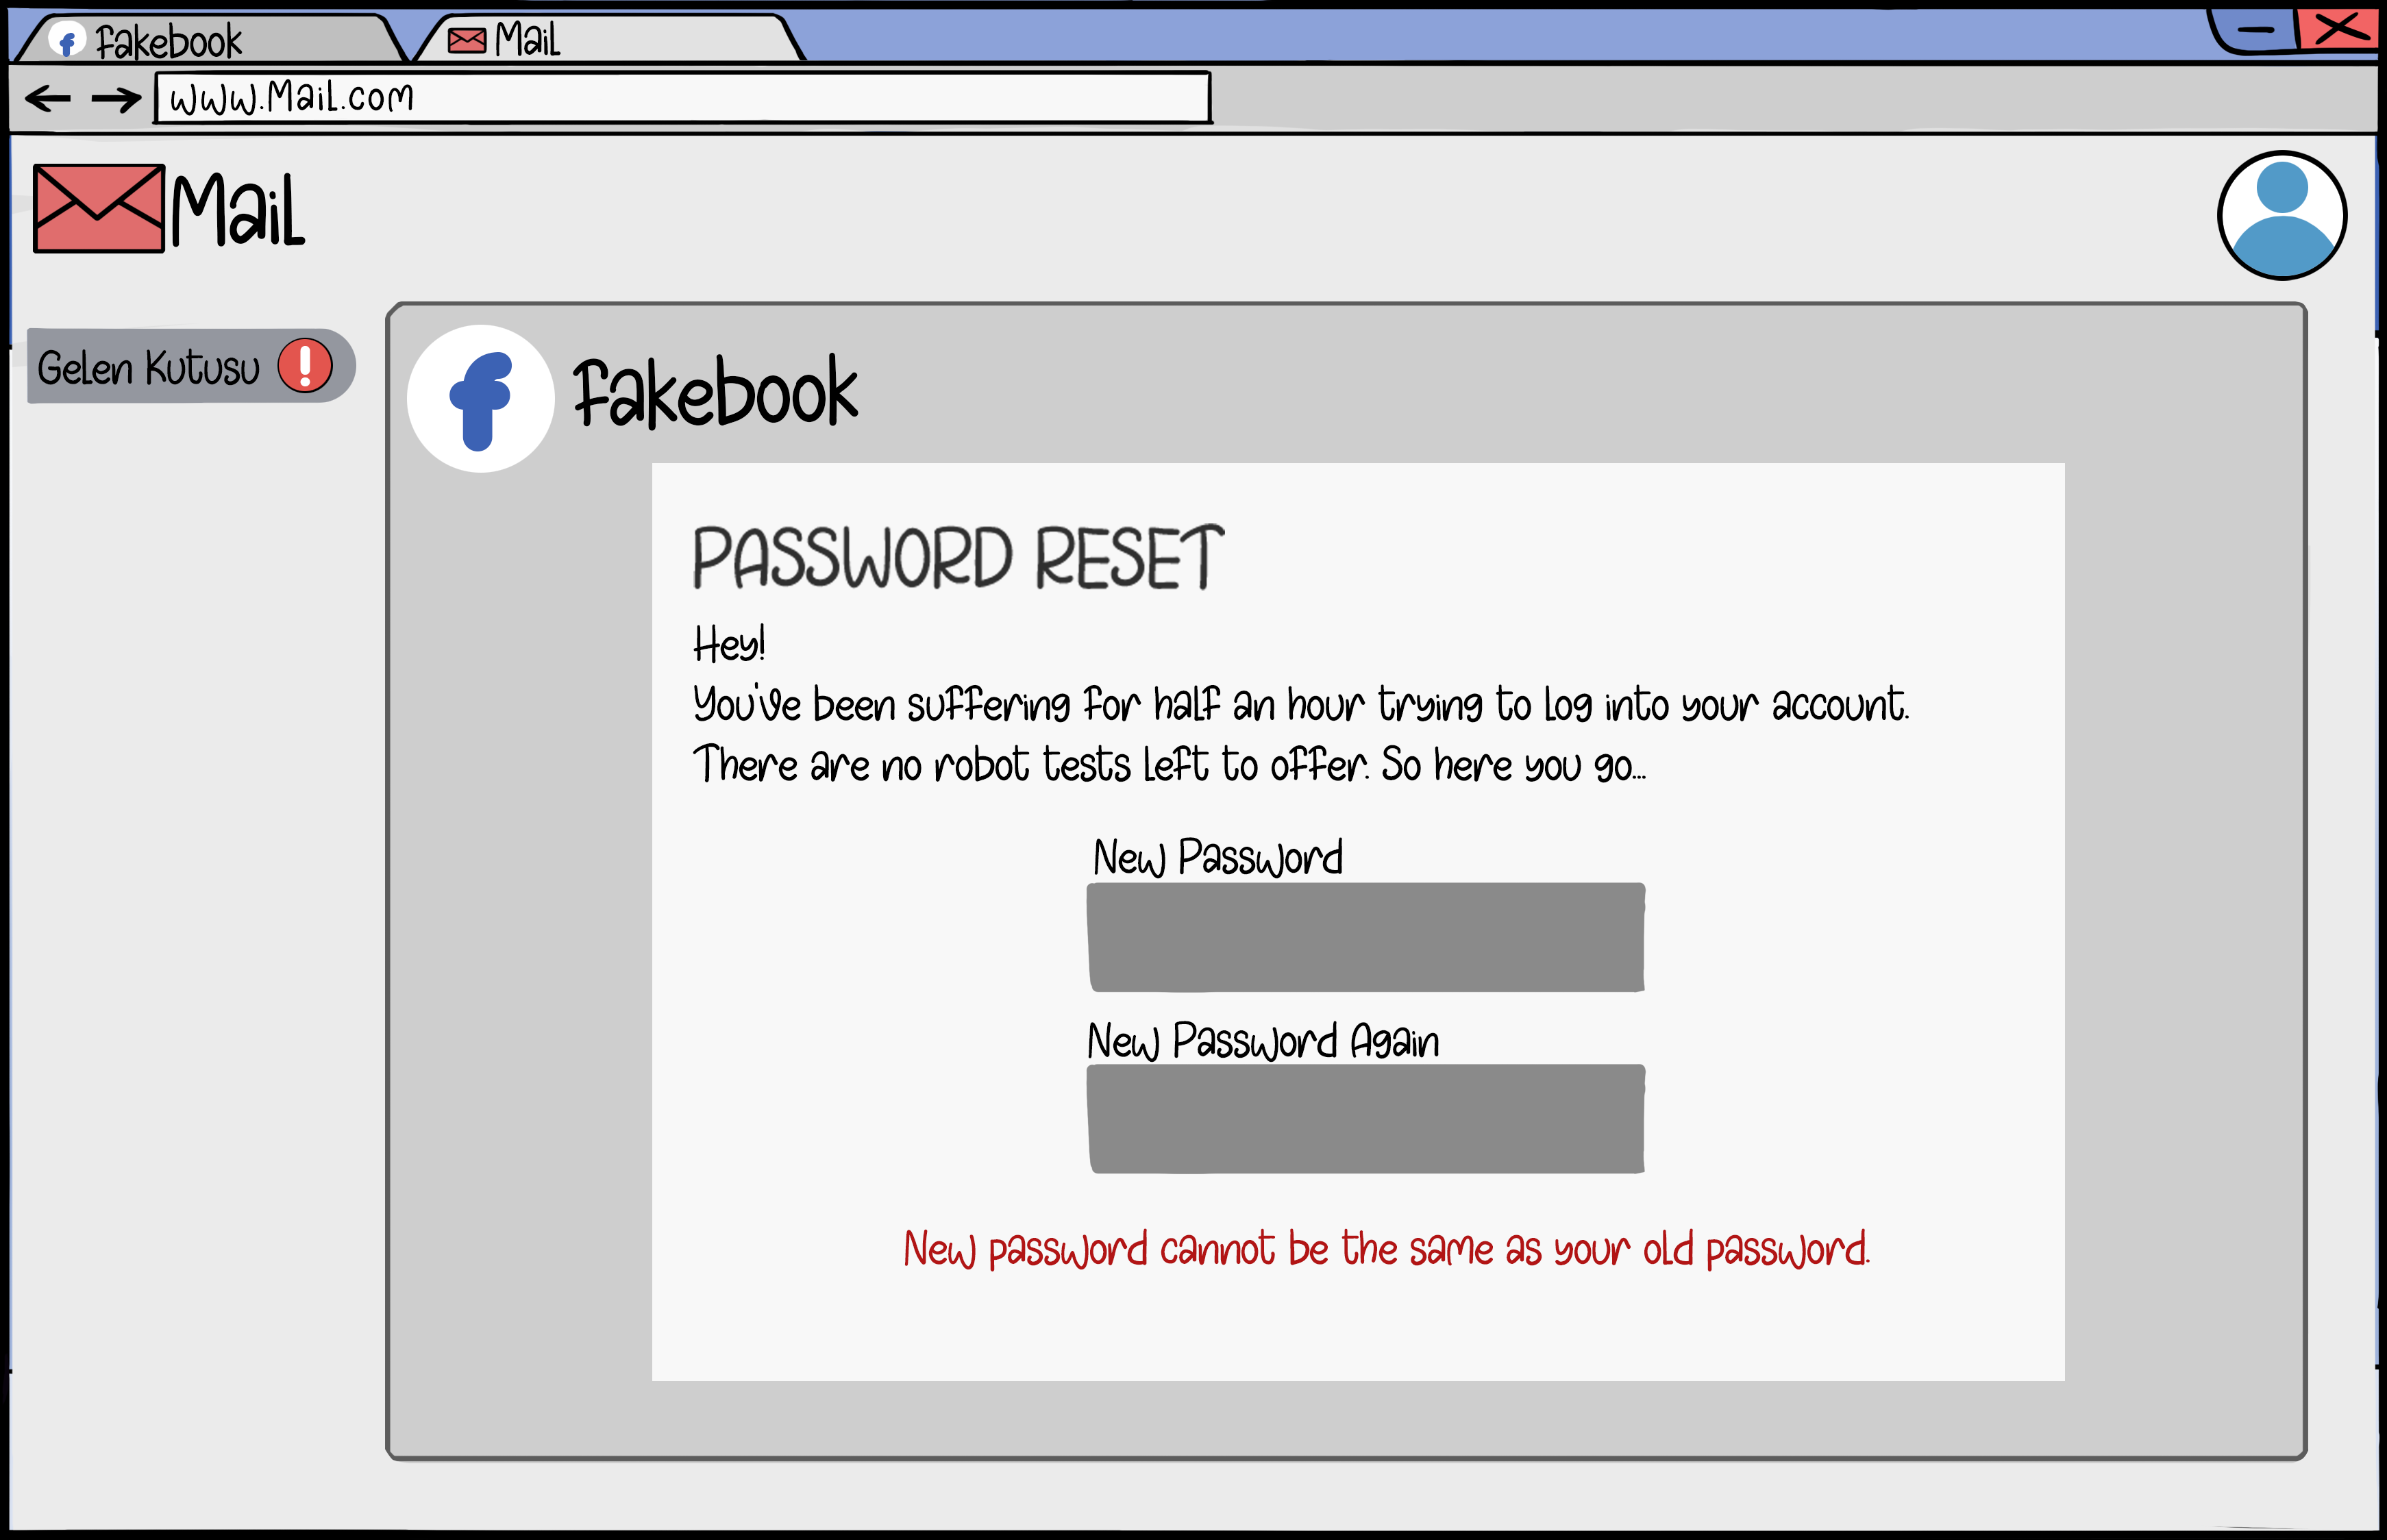 fakebook
Mail
www.Mail.com
Mail
Gelen Kutusu
fakebook
PASSWORD RESET
Hey!
You've been suffering for half an hour trying to log into your account.
There are no robot tests left to offer. So here you go...
New Password
New Password Again
New password cannot be the same as your old password.